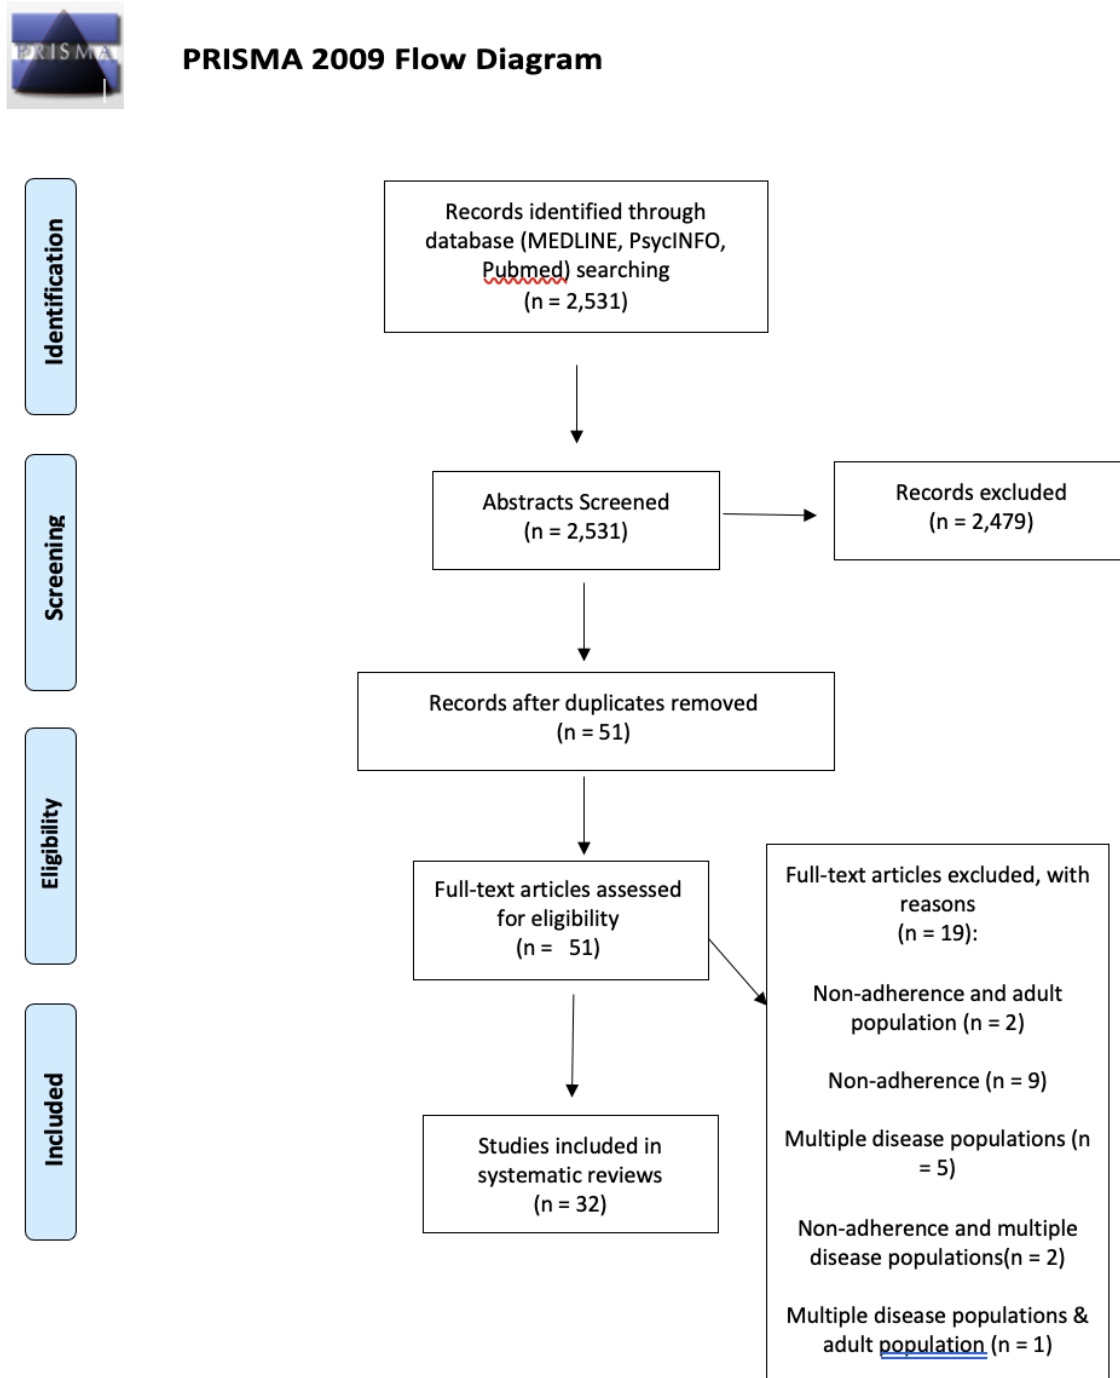 PRISMA
PRISMA 2009 Flow Diagram
Identification
Records identified through
database (MEDLINE, PsycINFO,
Pubmed) searching
(n = 2,531)
Screening
Abstracts Screened
(n = 2,531)
Records excluded
(n = 2,479)
Records after duplicates removed
(n = 51)
Eligibility
Full-text articles assessed
for eligibility
(n =   51)
Full-text articles excluded, with
reasons
(n = 19):
Non-adherence and adult
population (n = 2)
Non-adherence (n = 9)
Multiple disease populations (n
= 5)
Non-adherence and multiple
disease populations(n = 2)
Multiple disease populations &
adult population (n = 1)
Included
Studies included in
systematic reviews
(n = 32)